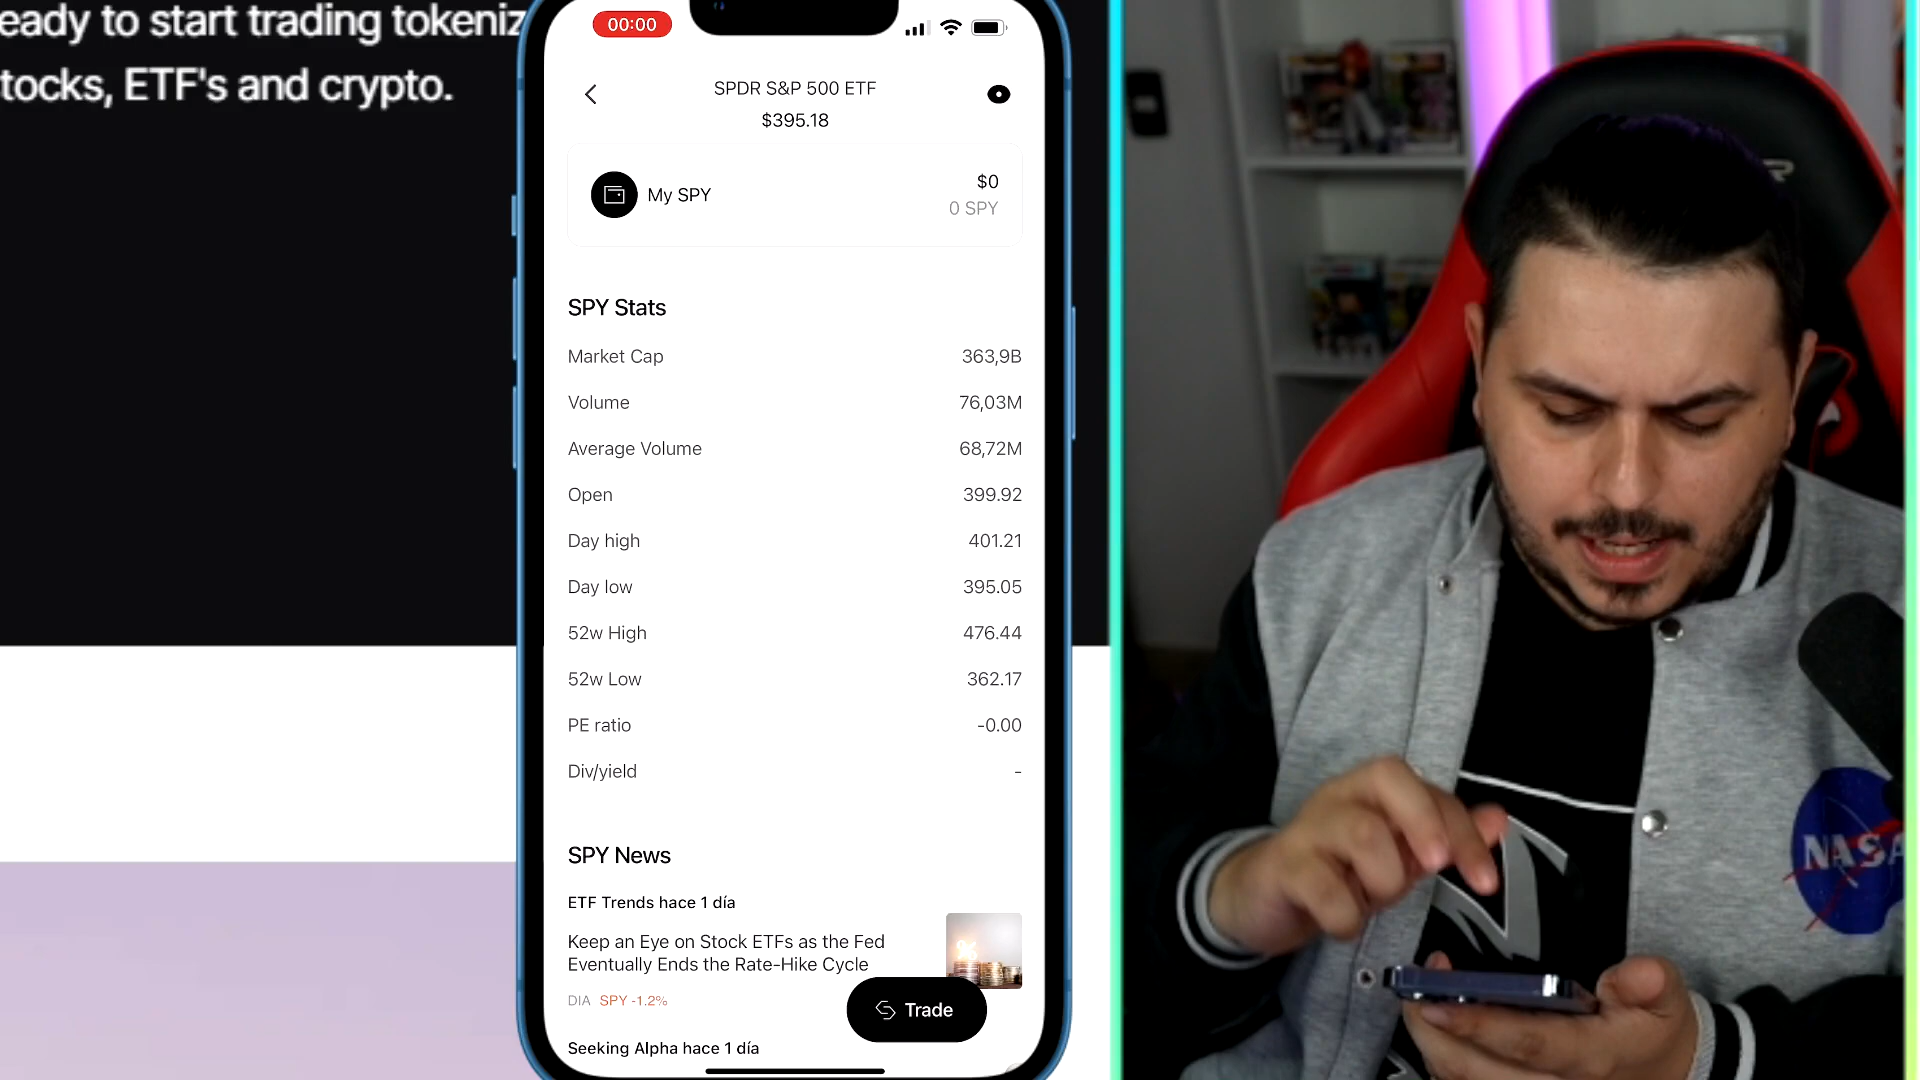 eady to start trading tokeniz
tocks, ETF's and crypto.
00:00
SPDR S&P 500 ETF
$395.18
My SPY
$0
0 SPY
SPY Stats
Market Cap 363,9B
Volume 76,03M
Average Volume 68,72M
Open 399.92
Day high 401.21
Day low 395.05
52w High 476.44
52w Low 362.17
PE ratio -0.00
Div/yield -
SPY News
ETF Trends hace 1 día
Keep an Eye on Stock ETFs as the Fed
Eventually Ends the Rate-Hike Cycle
DIA SPY -1.2%
Trade
Seeking Alpha hace 1 día
NASA